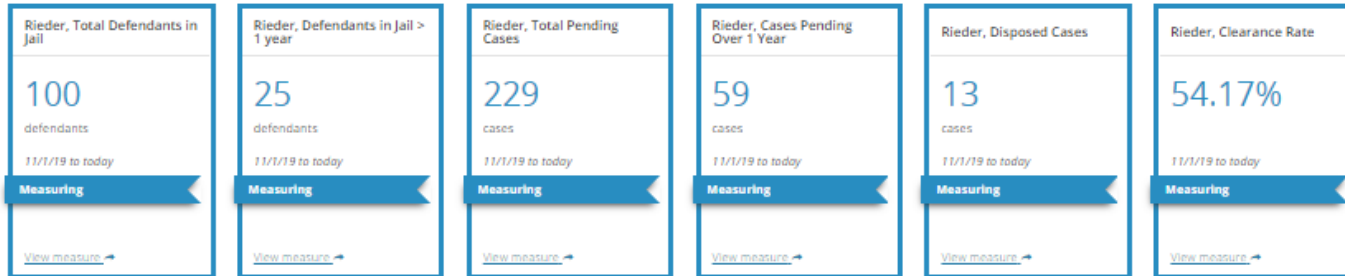 Rieder, Total Defendants in
Jail
100
defendants
11/1/19 to today
Measuring
View measure
Rieder, Defendants in Jail >
1 year
25
defendants
11/1/19 to today
Measuring
View measure
Rieder, Total Pending
Cases
229
cases
11/1/19 to today
Measuring
View measure
Rieder, Cases Pending
Over 1 Year
59
cases
11/1/19 to today
Measuring
View measure
Rieder, Disposed Cases
13
cases
11/1/19 to today
Measuring
View measure
Rieder, Clearance Rate
54.17%
11/1/19 to today
Measuring
View measure